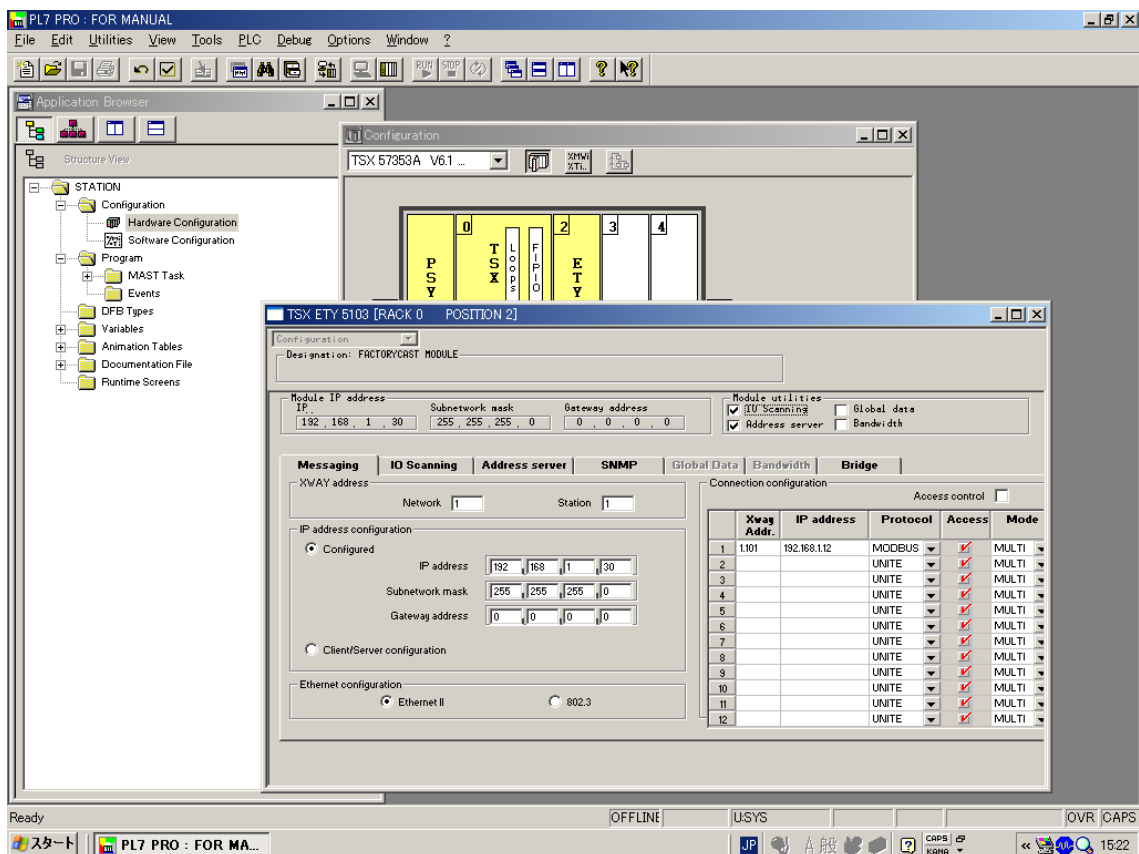 PL7 PRO : FOR MANUAL
File Edit Utilities View Tools PLC Debug Options Window ?
RUN STOP
Application Browser
Structure View
STATION
Configuration
Hardware Configuration
Software Configuration
Program
MAST Task
Events
DFB Types
Variables
Animation Tables
Documentation File
Runtime Screens
Configuration
TSX 57353A V6.1 ...
%MWi
%Ti..
0 2 3 4
PSY
TSX
Loops
FIPIO
ETY
TSX ETY 5103 [RACK 0 POSITION 2]
Configuration
Designation: FACTORYCAST MODULE
Module IP address
IP.. Subnetwork mask Gateway address
192 . 168 . 1 . 30 255 . 255 . 255 . 0 0 . 0 . 0 . 0
Module utilities
IO Scanning Global data
Address server Bandwidth
Messaging IO Scanning Address server SNMP Global Data Bandwidth Bridge
XWAY address
Network 1 Station 1
IP address configuration
Configured
IP address 192 . 168 . 1 . 30
Subnetwork mask 255 . 255 . 255 . 0
Gateway address 0 . 0 . 0 . 0
Client/Server configuration
Ethernet configuration
Ethernet II 802.3
Connection configuration
Access control
Xway Addr. IP address Protocol Access Mode
1 1.101 192.168.1.12 MODBUS MULTI
2 UNITE MULTI
3 UNITE MULTI
4 UNITE MULTI
5 UNITE MULTI
6 UNITE MULTI
7 UNITE MULTI
8 UNITE MULTI
9 UNITE MULTI
10 UNITE MULTI
11 UNITE MULTI
12 UNITE MULTI
Ready OFFLINE U:SYS OVR CAPS
スタート PL7 PRO : FOR MA... JP A 般 CAPS KANA « 15:22